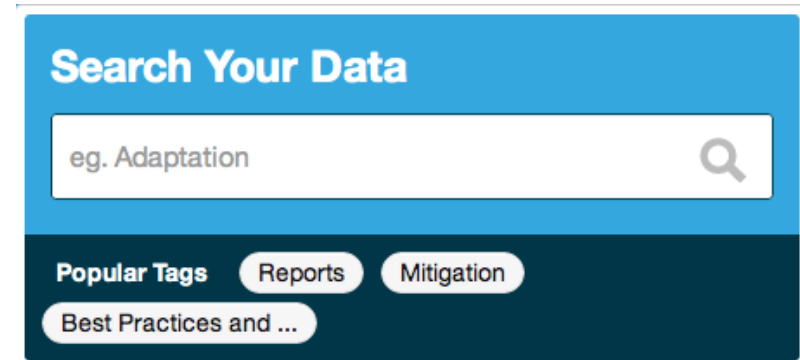 Search Your Data
eg. Adaptation
Popular Tags Reports Mitigation
Best Practices and ...